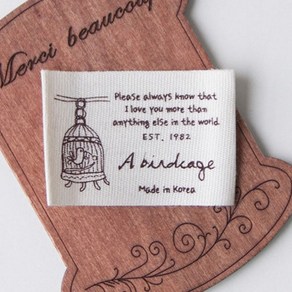 Merci beaucoup
Please always know that
I love you more than
anything else in the world.
EST. 1982
A birdcage
Made in Korea